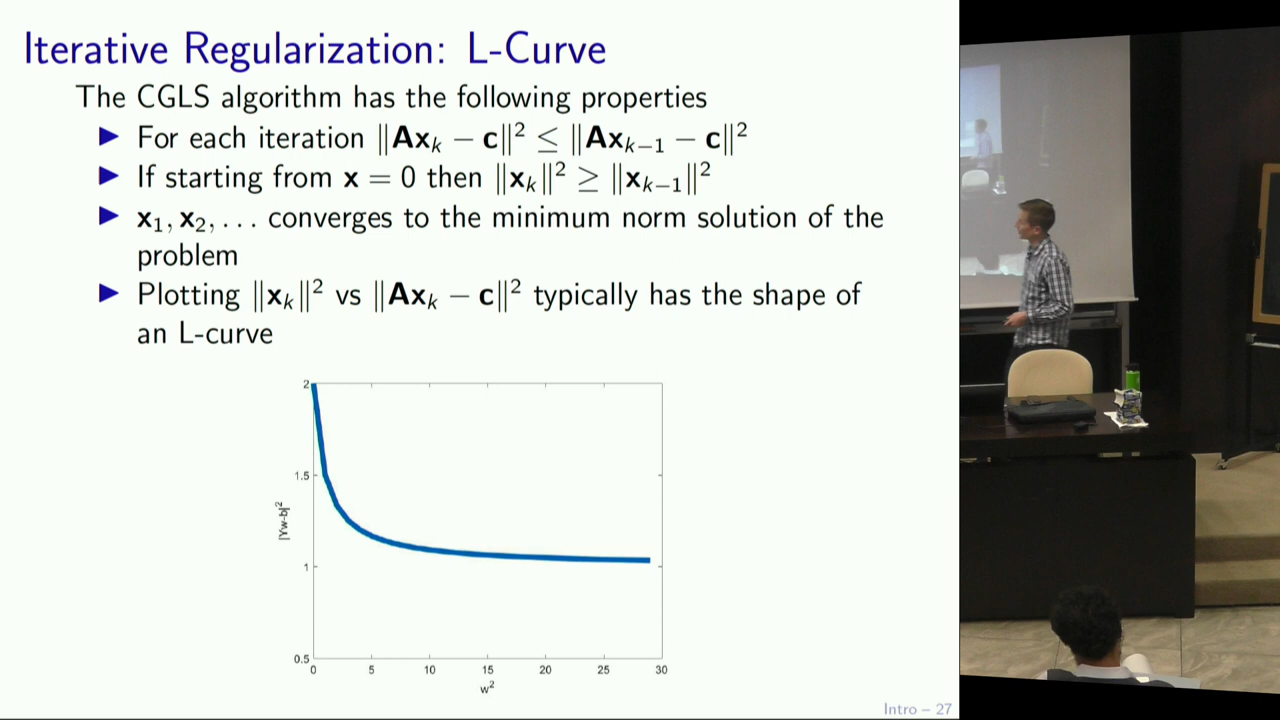 Iterative Regularization: L-Curve
The CGLS algorithm has the following properties
▶ For each iteration ‖Ax_k − c‖² ≤ ‖Ax_{k−1} − c‖²
▶ If starting from x = 0 then ‖x_k‖² ≥ ‖x_{k−1}‖²
▶ x₁, x₂, . . . converges to the minimum norm solution of the
problem
▶ Plotting ‖x_k‖² vs ‖Ax_k − c‖² typically has the shape of
an L-curve
2
1.5
1
0.5
|Yw-b|²
0 5 10 15 20 25 30
w²
Intro – 27